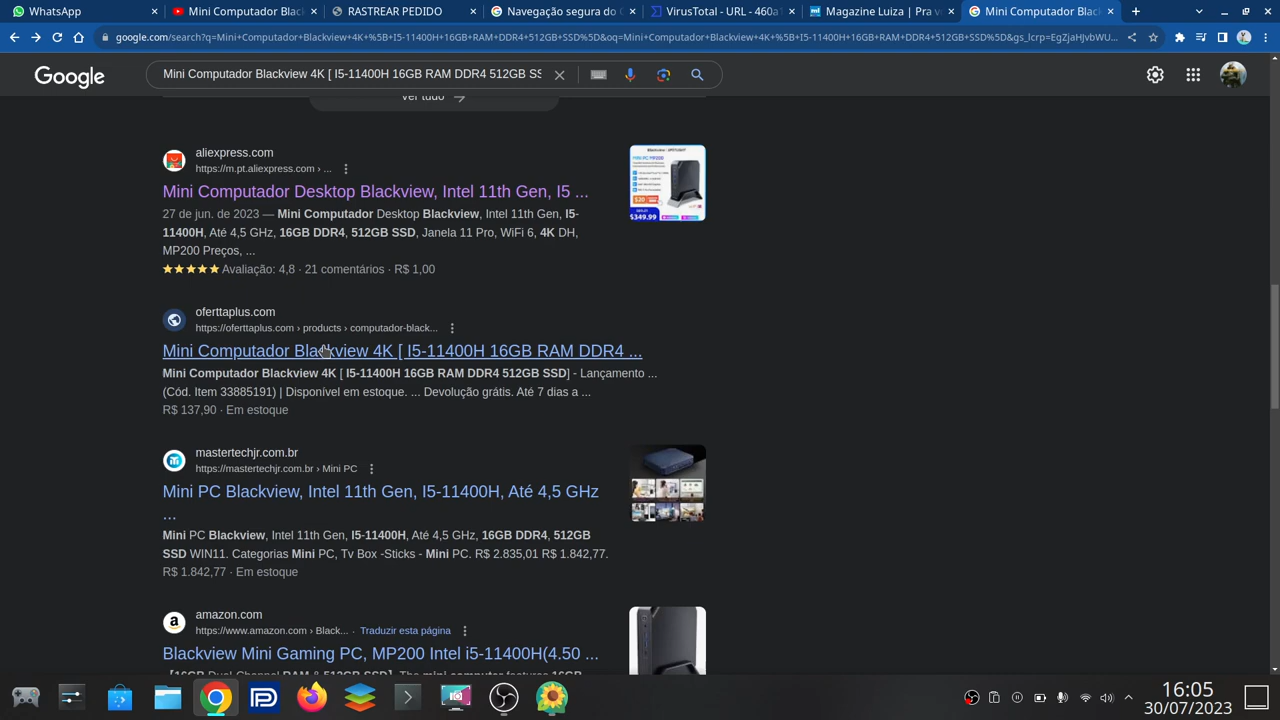 WhatsApp
Mini Computador Black
RASTREAR PEDIDO
Navegação segura do G
VirusTotal - URL - 460a1
Magazine Luiza | Pra v
Mini Computador Black
google.com/search?q=Mini+Computador+Blackview+4K+%5B+I5-11400H+16GB+RAM+DDR4+512GB+SSD%5D&oq=Mini+Computador+Blackview+4K+%5B+I5-11400H+16GB+RAM+DDR4+512GB+SSD%5D&gs_lcrp=EgZjaHJvbWU...
Google
Mini Computador Blackview 4K [ I5-11400H 16GB RAM DDR4 512GB SS
Ver tudo
aliexpress.com
https://pt.aliexpress.com › ...
Mini Computador Desktop Blackview, Intel 11th Gen, I5 ...
27 de jun. de 2023 — Mini Computador Desktop Blackview, Intel 11th Gen, I5-
11400H, Até 4,5 GHz, 16GB DDR4, 512GB SSD, Janela 11 Pro, WiFi 6, 4K DH,
MP200 Preços, ...
Avaliação: 4,8 · 21 comentários · R$ 1,00
$20
$349.99
oferttaplus.com
https://oferttaplus.com › products › computador-black...
Mini Computador Blackview 4K [ I5-11400H 16GB RAM DDR4 ...
Mini Computador Blackview 4K [ I5-11400H 16GB RAM DDR4 512GB SSD] - Lançamento ...
(Cód. Item 33885191) | Disponível em estoque. ... Devolução grátis. Até 7 dias a ...
R$ 137,90 · Em estoque
mastertechjr.com.br
https://mastertechjr.com.br › Mini PC
Mini PC Blackview, Intel 11th Gen, I5-11400H, Até 4,5 GHz
...
Mini PC Blackview, Intel 11th Gen, I5-11400H, Até 4,5 GHz, 16GB DDR4, 512GB
SSD WIN11. Categorias Mini PC, Tv Box -Sticks - Mini PC. R$ 2.835,01 R$ 1.842,77.
R$ 1.842,77 · Em estoque
amazon.com
https://www.amazon.com › Black... · Traduzir esta página
Blackview Mini Gaming PC, MP200 Intel i5-11400H(4.50 ...
16:05
30/07/2023